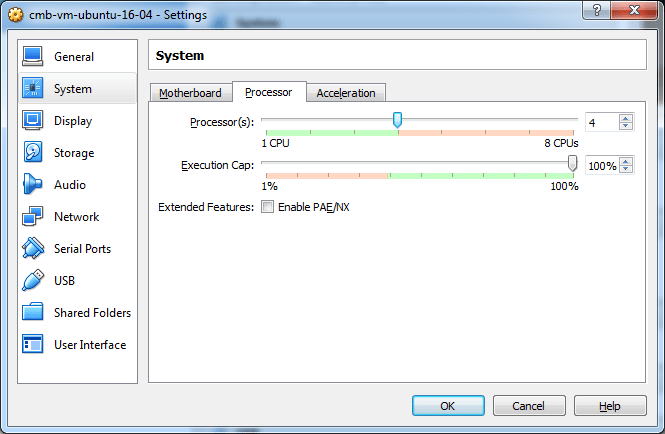 cmb-vm-ubuntu-16-04 - Settings
General
System
Display
Storage
Audio
Network
Serial Ports
USB
Shared Folders
User Interface
System
Motherboard Processor Acceleration
Processor(s): 4
1 CPU 8 CPUs
Execution Cap: 100%
1% 100%
Extended Features: Enable PAE/NX
OK Cancel Help